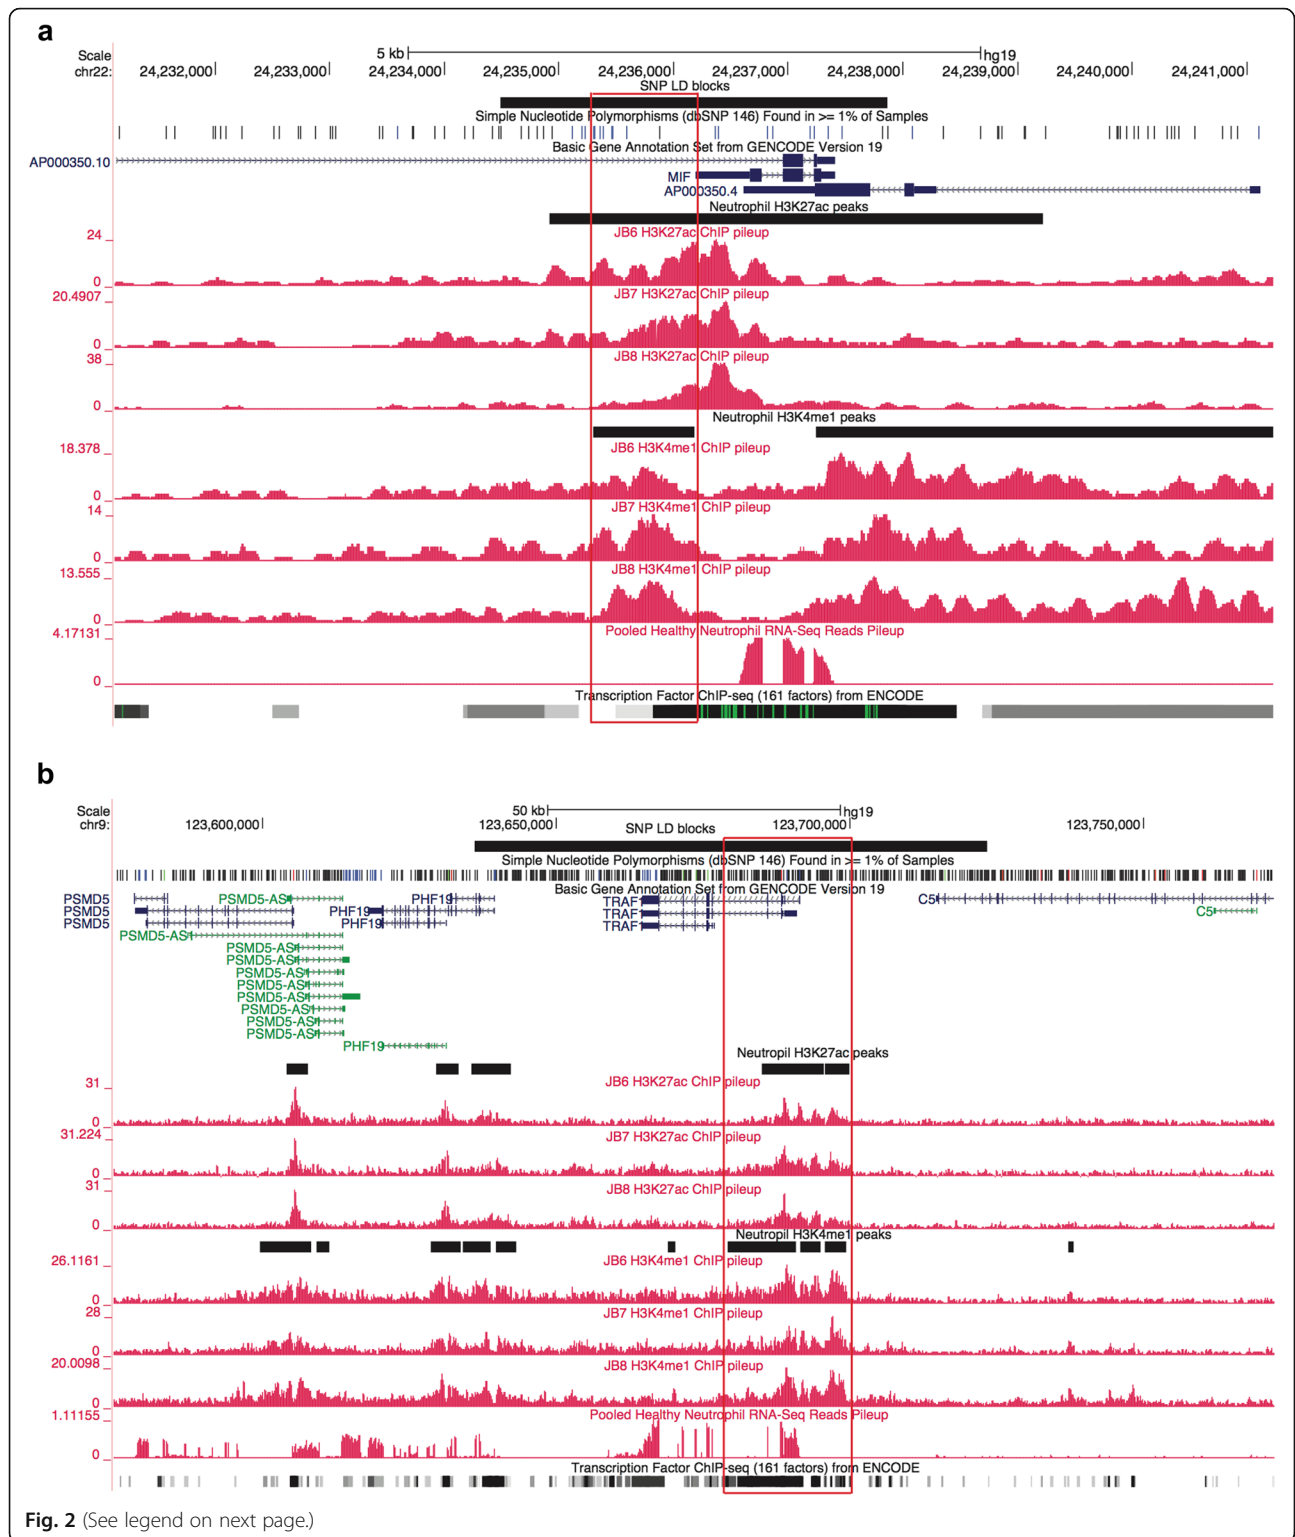 a
Scale 5 kb hg19
chr22: 24,232,000 24,233,000 24,234,000 24,235,000 24,236,000 24,237,000 24,238,000 24,239,000 24,240,000 24,241,000
SNP LD blocks
Simple Nucleotide Polymorphisms (dbSNP 146) Found in >= 1% of Samples
Basic Gene Annotation Set from GENCODE Version 19
AP000350.10
MIF
AP000350.4
Neutrophil H3K27ac peaks
JB6 H3K27ac ChIP pileup
24
0
JB7 H3K27ac ChIP pileup
20.4907
0
JB8 H3K27ac ChIP pileup
38
0
Neutrophil H3K4me1 peaks
JB6 H3K4me1 ChIP pileup
18.378
0
JB7 H3K4me1 ChIP pileup
14
0
JB8 H3K4me1 ChIP pileup
13.555
0
Pooled Healthy Neutrophil RNA-Seq Reads Pileup
4.17131
0
Transcription Factor ChIP-seq (161 factors) from ENCODE
b
Scale 50 kb hg19
chr9: 123,600,000 123,650,000 123,700,000 123,750,000
SNP LD blocks
Simple Nucleotide Polymorphisms (dbSNP 146) Found in >= 1% of Samples
Basic Gene Annotation Set from GENCODE Version 19
PSMD5 PSMD5-AS1 PHF19 TRAF1 C5
PSMD5 PHF19 TRAF1 C5
PSMD5 PHF19 TRAF1
PSMD5-AS1
PSMD5-AS1
PSMD5-AS1
PSMD5-AS1
PSMD5-AS1
PSMD5-AS1
PSMD5-AS1
PSMD5-AS1
PSMD5-AS1
PHF19
Neutropil H3K27ac peaks
JB6 H3K27ac ChIP pileup
31
0
JB7 H3K27ac ChIP pileup
31.224
0
JB8 H3K27ac ChIP pileup
31
0
Neutropil H3K4me1 peaks
JB6 H3K4me1 ChIP pileup
26.1161
0
JB7 H3K4me1 ChIP pileup
28
0
JB8 H3K4me1 ChIP pileup
20.0098
0
Pooled Healthy Neutrophil RNA-Seq Reads Pileup
1.11155
0
Transcription Factor ChIP-seq (161 factors) from ENCODE
Fig. 2 (See legend on next page.)